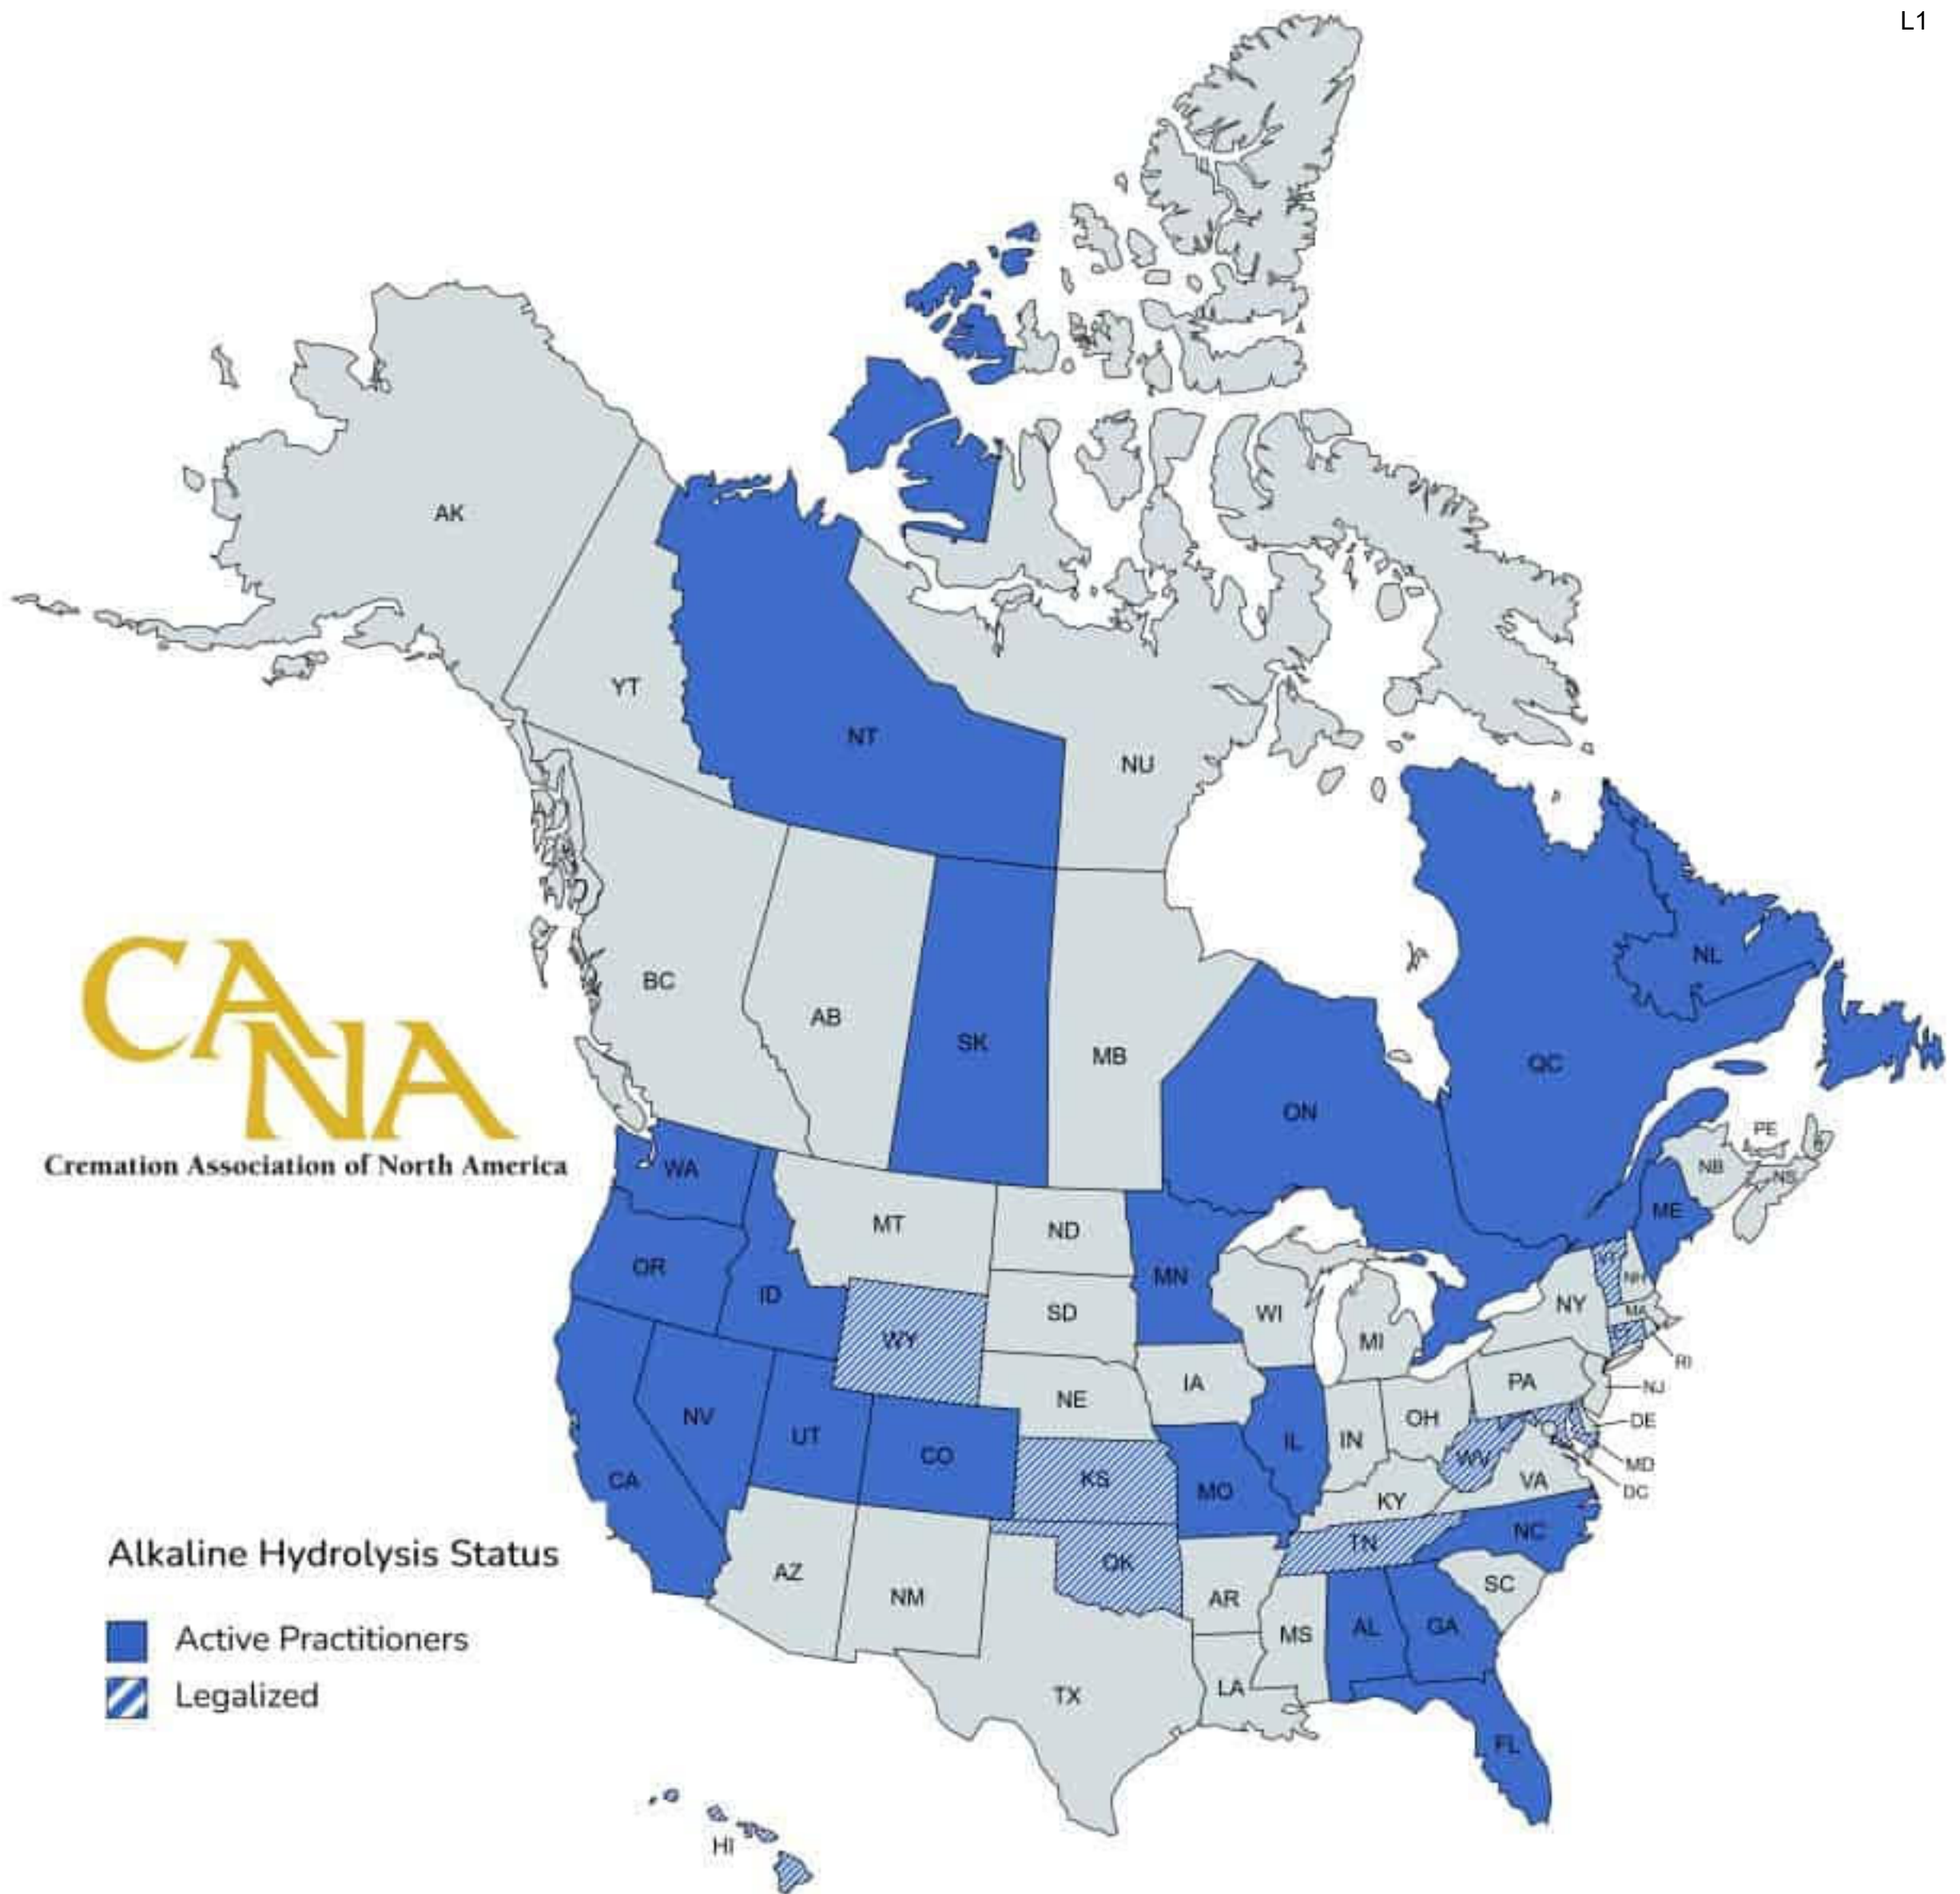 L1
AK
YT
NT
NU
BC
AB
SK
MB
ON
QC
NL
PE
NB
NS
CANA
Cremation Association of North America
WA
MT
ND
MN
ME
OR
ID
SD
WI
MI
NY
VT
NH
MA
RI
WY
IA
NE
PA
NJ
NV
UT
CO
IL
IN
OH
DE
CA
KS
MO
WV
MD
VA
DC
KY
NC
TN
OK
AZ
NM
AR
SC
MS
AL
GA
TX
LA
FL
HI
Alkaline Hydrolysis Status
Active Practitioners
Legalized